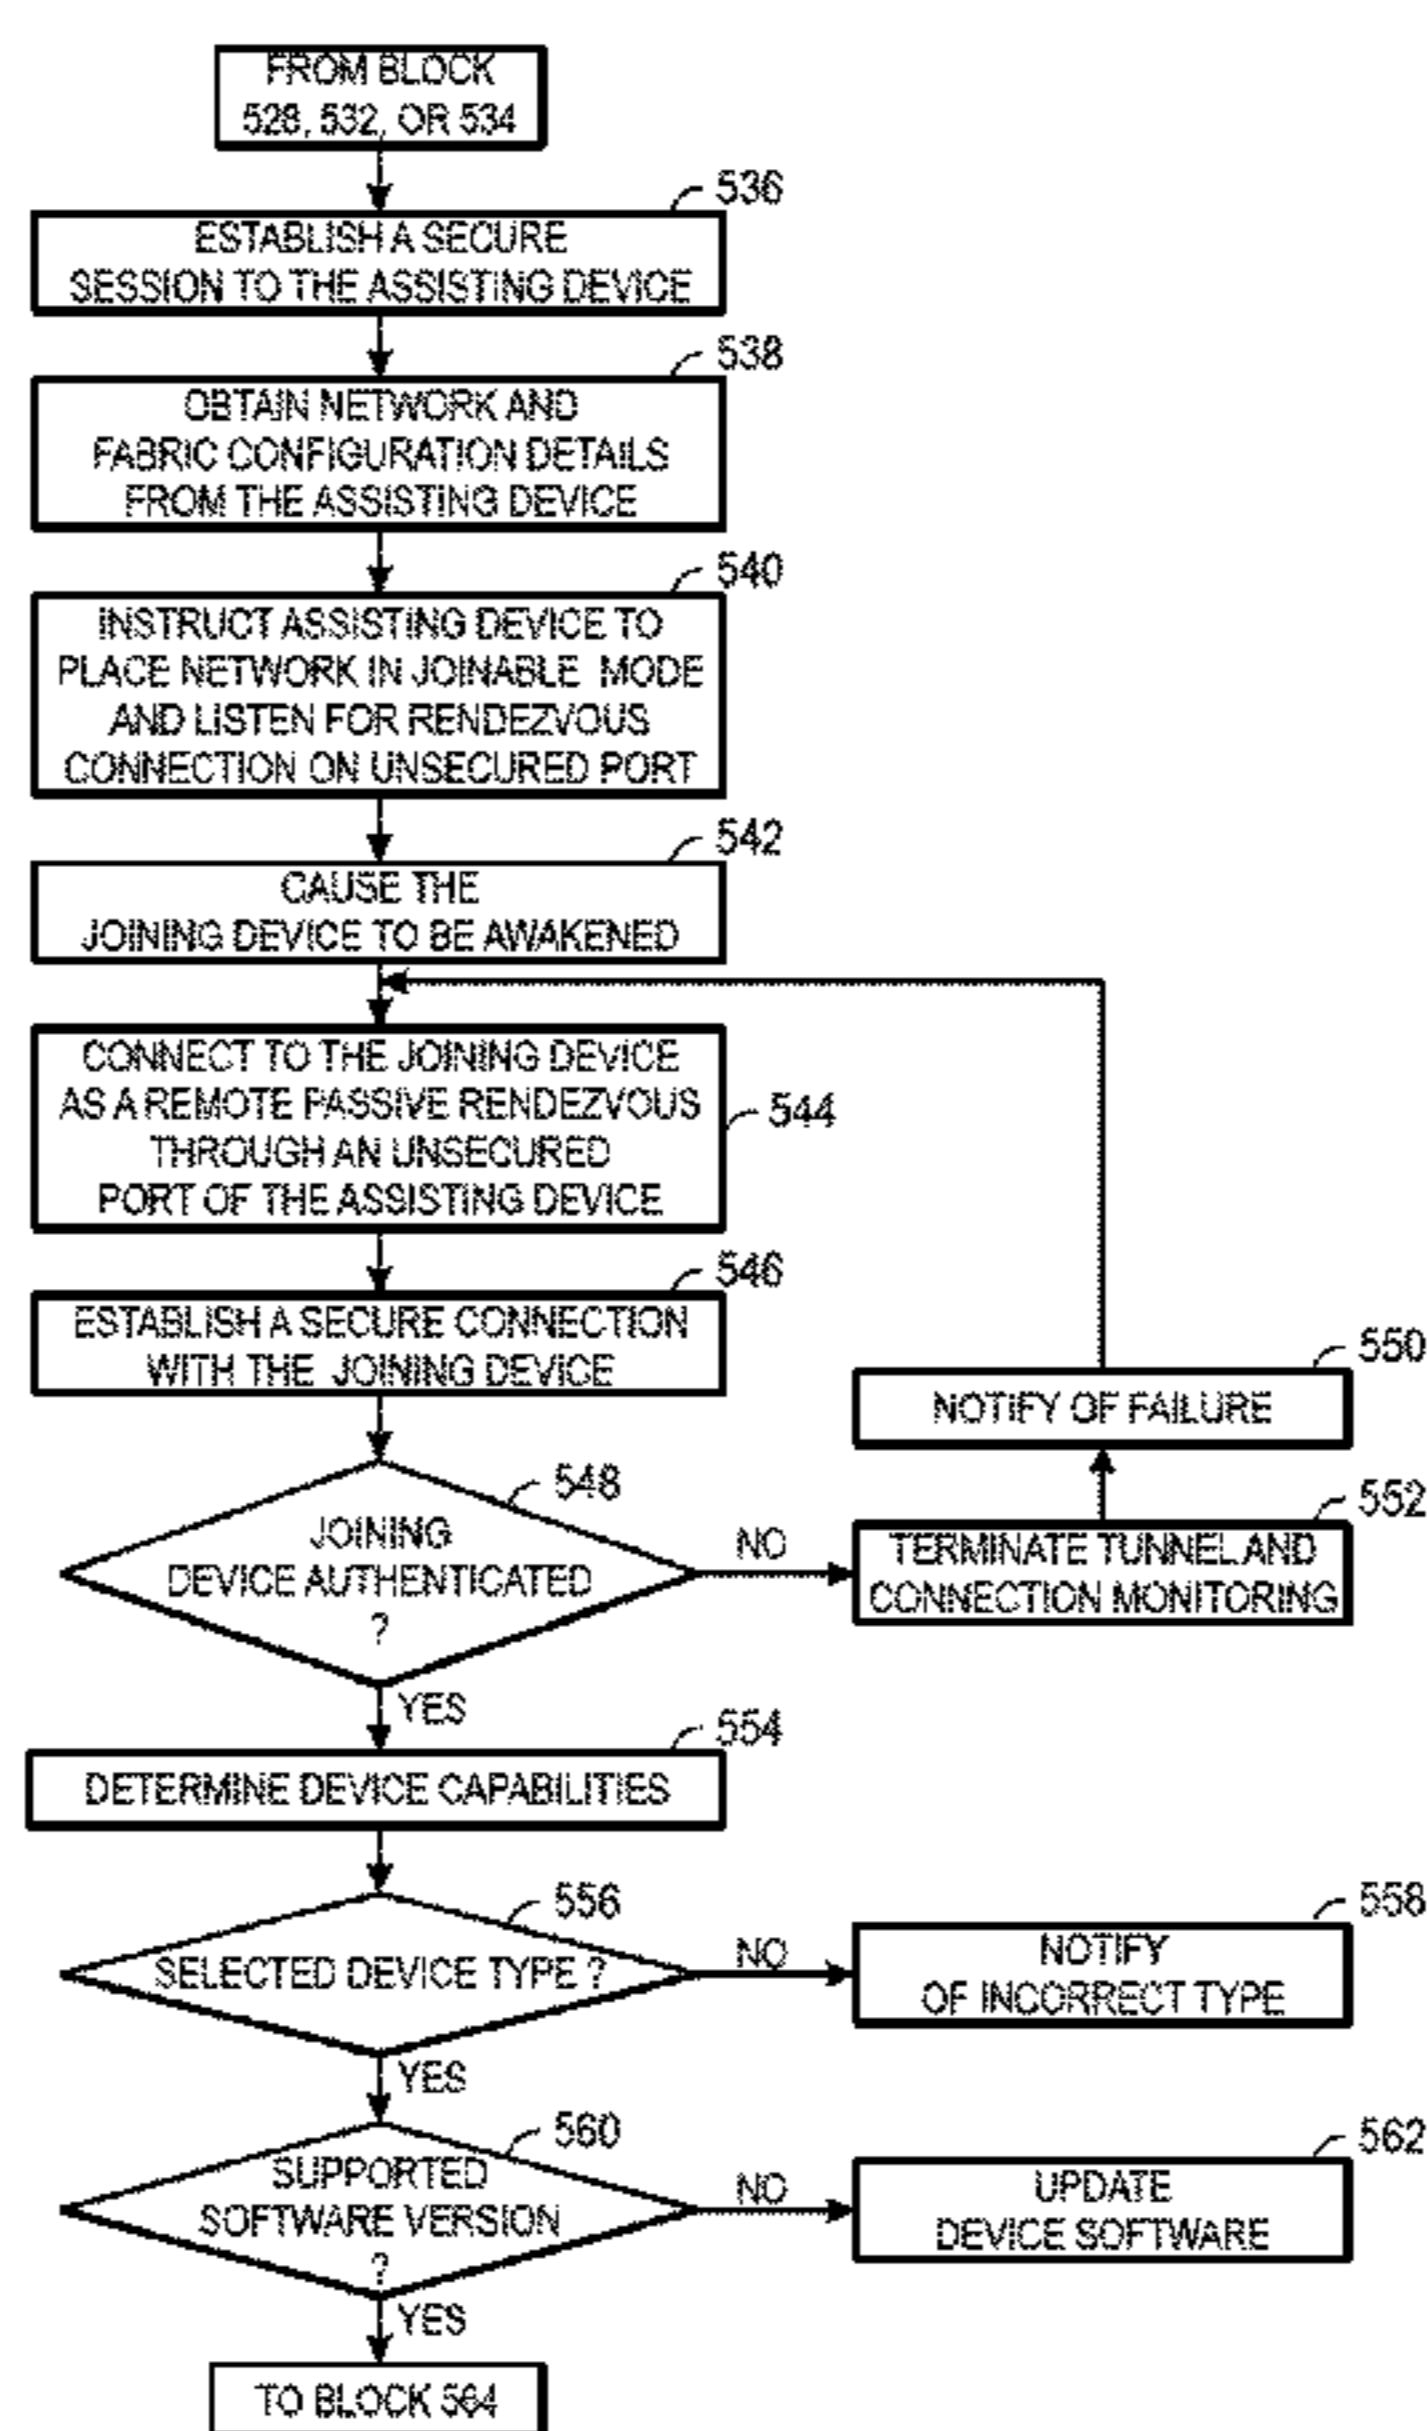 FROM BLOCK
528, 532, OR 534
536
ESTABLISH A SECURE
SESSION TO THE ASSISTING DEVICE
538
OBTAIN NETWORK AND
FABRIC CONFIGURATION DETAILS
FROM THE ASSISTING DEVICE
540
INSTRUCT ASSISTING DEVICE TO
PLACE NETWORK IN JOINABLE MODE
AND LISTEN FOR RENDEZVOUS
CONNECTION ON UNSECURED PORT
542
CAUSE THE
JOINING DEVICE TO BE AWAKENED
CONNECT TO THE JOINING DEVICE
AS A REMOTE PASSIVE RENDEZVOUS
THROUGH AN UNSECURED
PORT OF THE ASSISTING DEVICE
544
546
ESTABLISH A SECURE CONNECTION
WITH THE JOINING DEVICE
550
NOTIFY OF FAILURE
548
JOINING
DEVICE AUTHENTICATED
?
NO
552
TERMINATE TUNNEL AND
CONNECTION MONITORING
YES
554
DETERMINE DEVICE CAPABILITIES
556
SELECTED DEVICE TYPE ?
NO
558
NOTIFY
OF INCORRECT TYPE
YES
560
SUPPORTED
SOFTWARE VERSION
?
NO
562
UPDATE
DEVICE SOFTWARE
YES
TO BLOCK 564